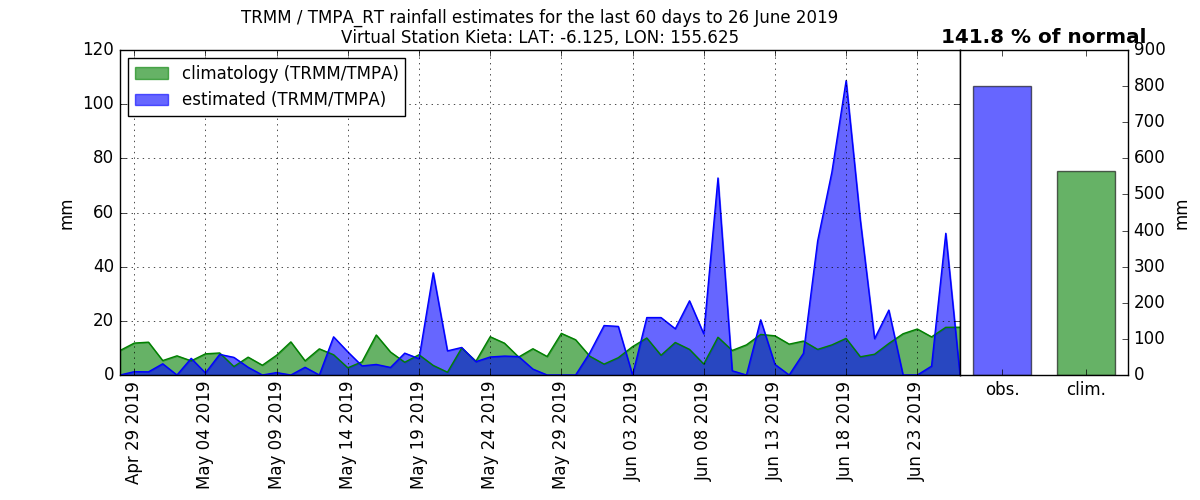 TRMM / TMPA_RT rainfall estimates for the last 60 days to 26 June 2019
Virtual Station Kieta: LAT: -6.125, LON: 155.625
141.8 % of normal
climatology (TRMM/TMPA)
estimated (TRMM/TMPA)
mm
120
100
80
60
40
20
0
Apr 29 2019
May 04 2019
May 09 2019
May 14 2019
May 19 2019
May 24 2019
May 29 2019
Jun 03 2019
Jun 08 2019
Jun 13 2019
Jun 18 2019
Jun 23 2019
obs.
clim.
900
800
700
600
500
400
300
200
100
0
mm